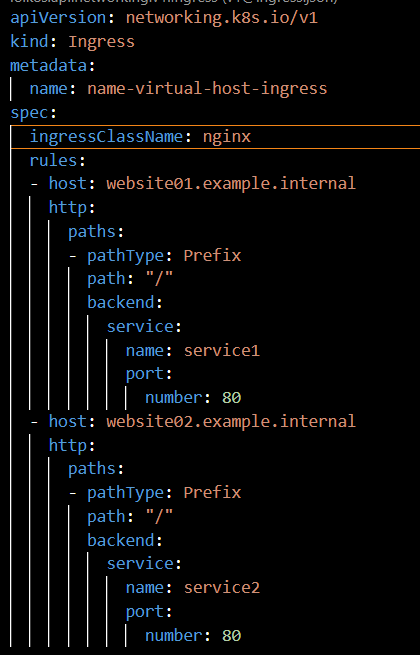 apiVersion: networking.k8s.io/v1
kind: Ingress
metadata:
  name: name-virtual-host-ingress
spec:
  ingressClassName: nginx
  rules:
  - host: website01.example.internal
    http:
      paths:
      - pathType: Prefix
        path: "/"
        backend:
          service:
            name: service1
            port:
              number: 80
  - host: website02.example.internal
    http:
      paths:
      - pathType: Prefix
        path: "/"
        backend:
          service:
            name: service2
            port:
              number: 80